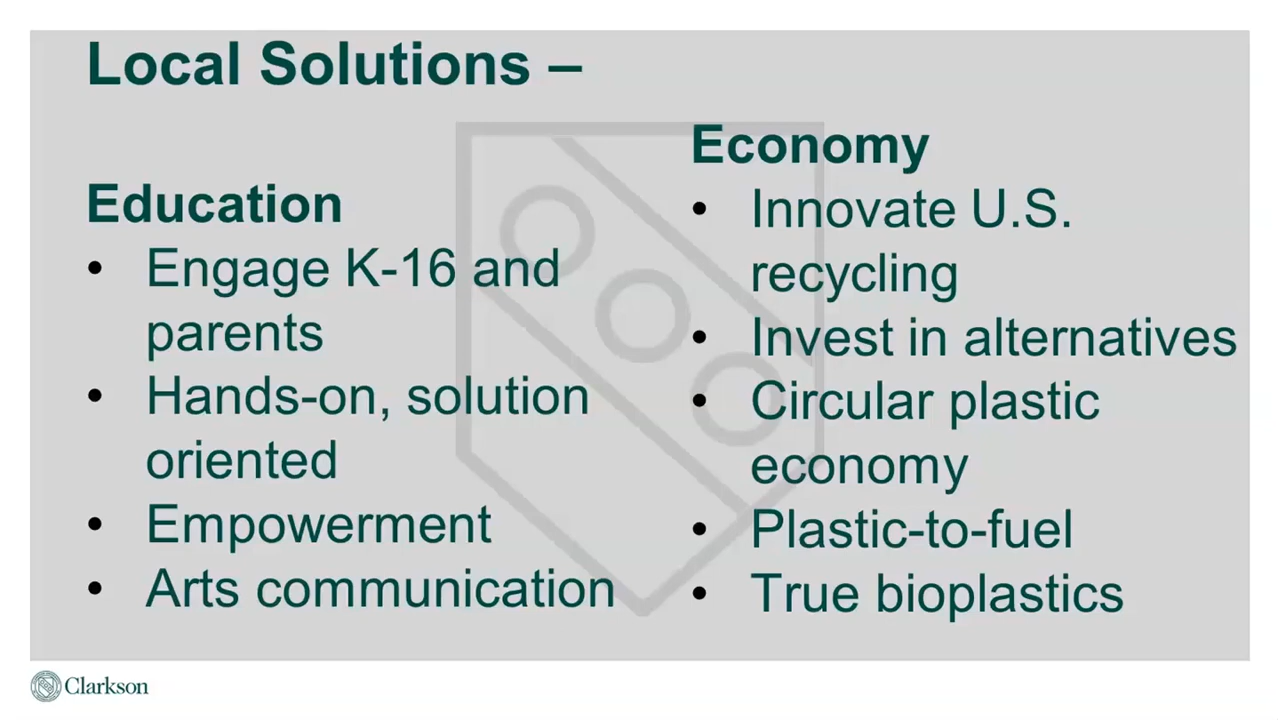 Local Solutions –
Education
• Engage K-16 and
parents
• Hands-on, solution
oriented
• Empowerment
• Arts communication
Economy
• Innovate U.S.
recycling
• Invest in alternatives
• Circular plastic
economy
• Plastic-to-fuel
• True bioplastics
Clarkson